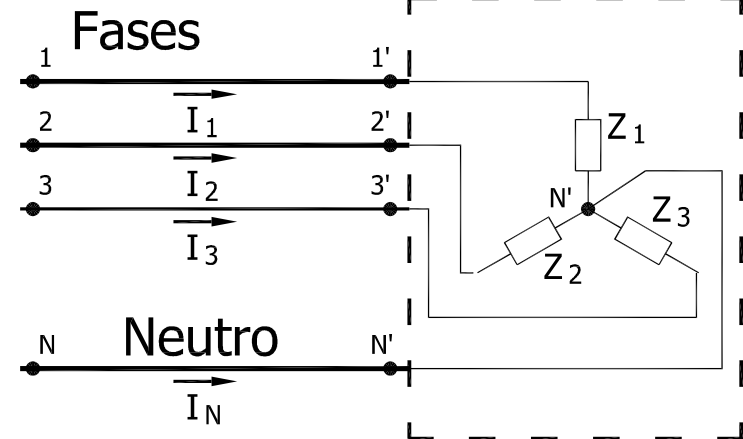 Fases
1 1'
I1
2 2'
I2
3 3'
I3
N Neutro N'
IN
Z1
N'
Z2
Z3